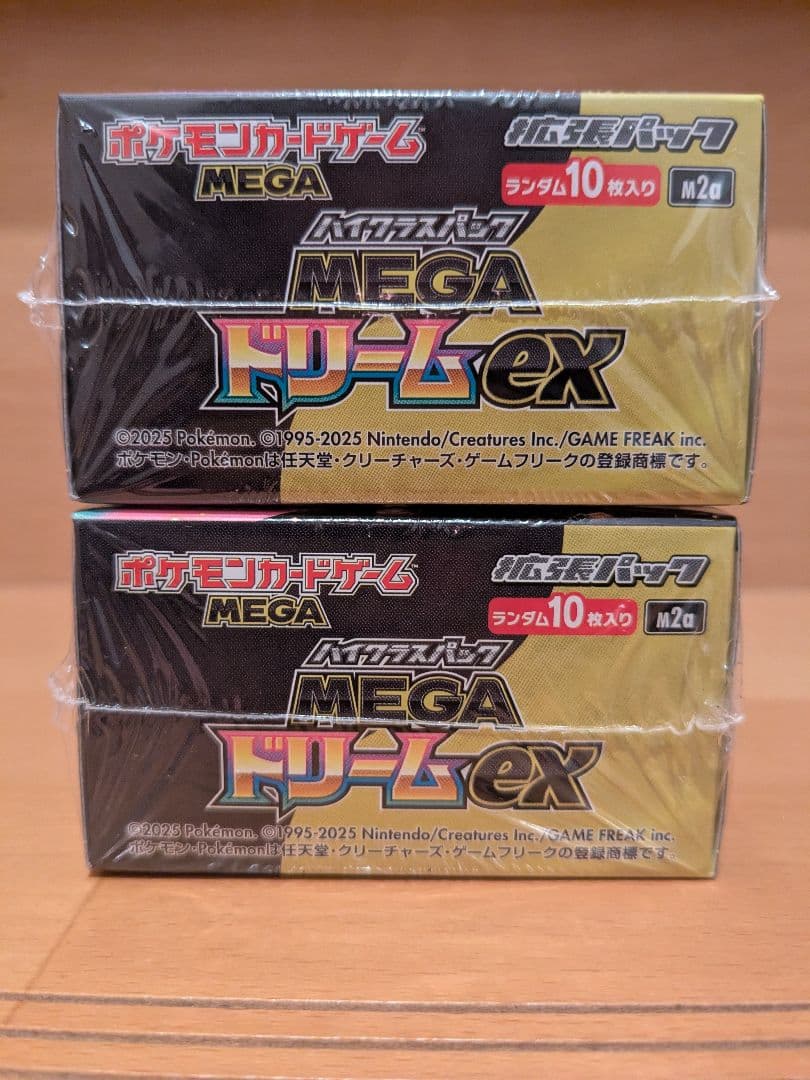 ポケモンカードゲーム™
拡張パック
MEGA
ランダム10枚入り
M2a
ハイクラスパック
MEGA
ドリームex
©2025 Pokémon. ©1995-2025 Nintendo/Creatures Inc./GAME FREAK inc.
ポケモン・Pokémonは任天堂・クリーチャーズ・ゲームフリークの登録商標です。
ポケモンカードゲーム™
拡張パック
MEGA
ランダム10枚入り
M2a
ハイクラスパック
MEGA
ドリームex
©2025 Pokémon. ©1995-2025 Nintendo/Creatures Inc./GAME FREAK inc.
ポケモン・Pokémonは任天堂・クリーチャーズ・ゲームフリークの登録商標です。